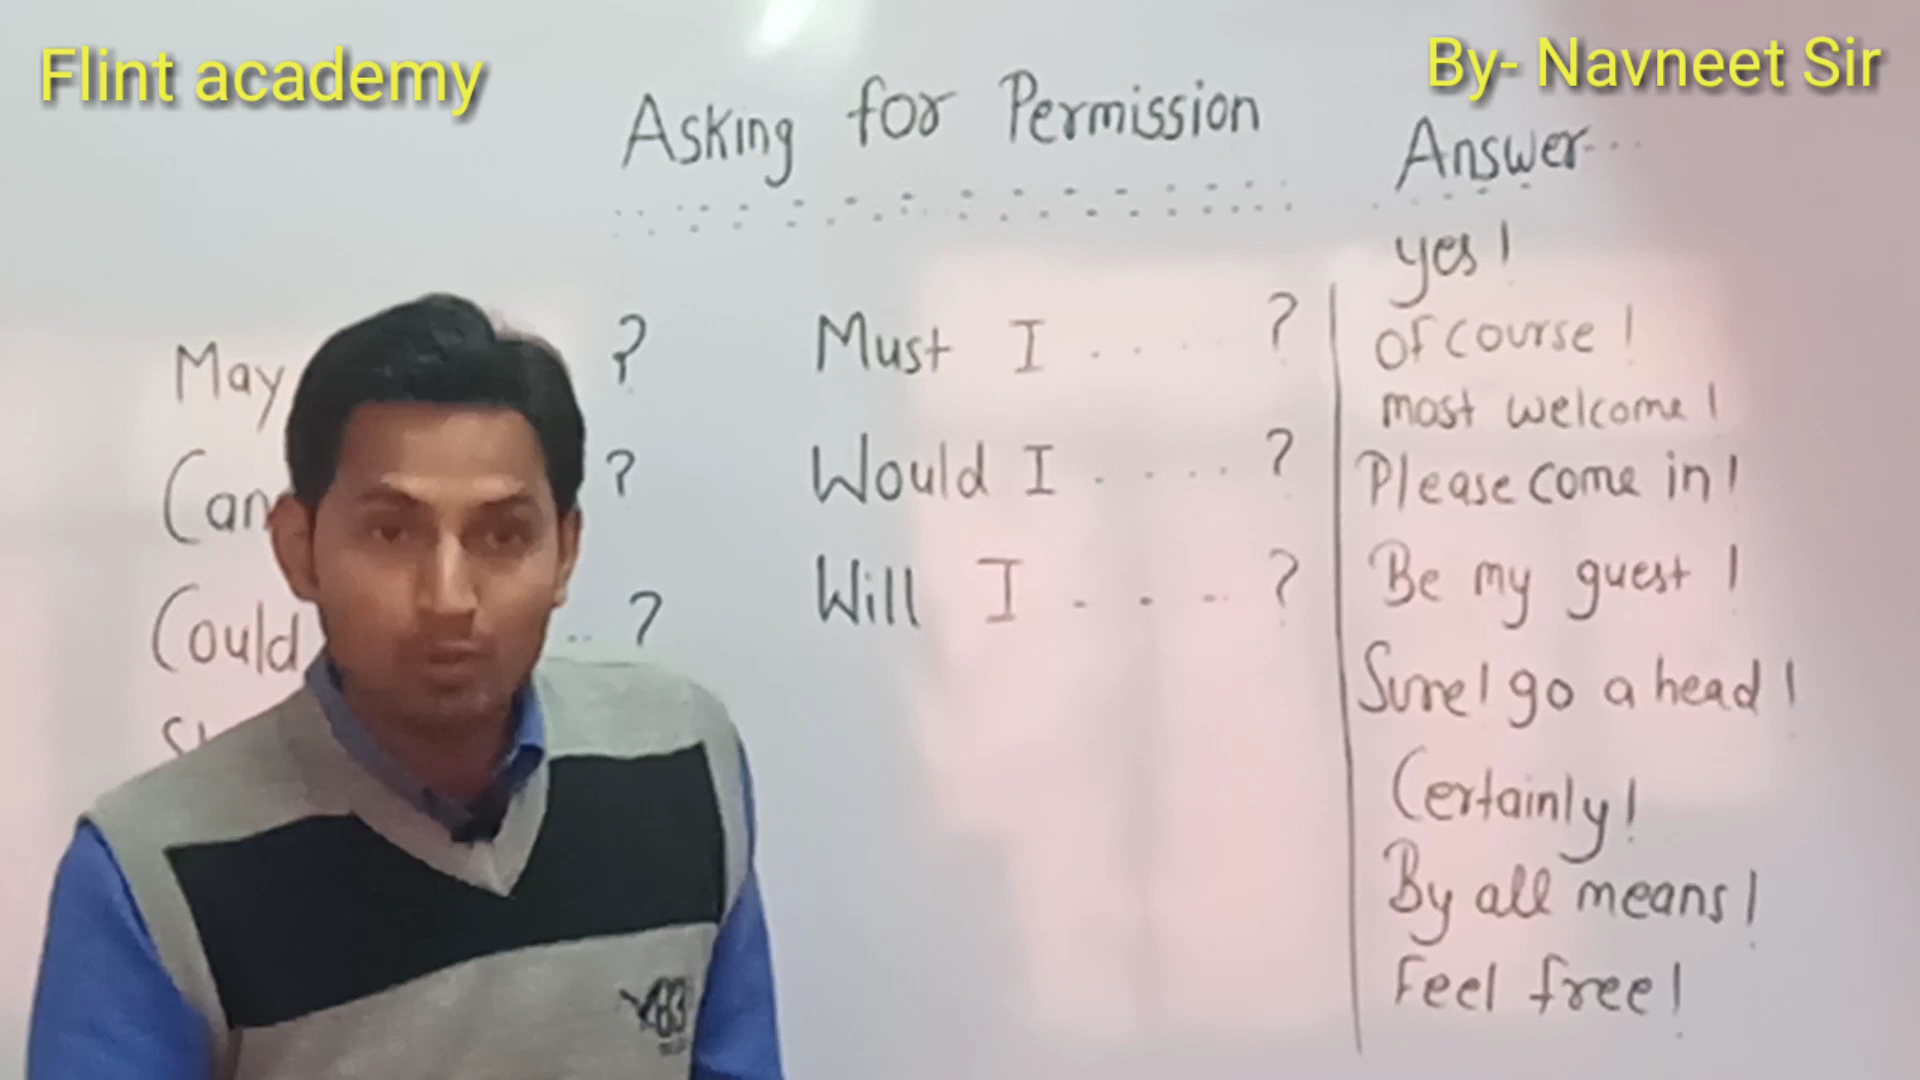 Flint academy
By- Navneet Sir
Asking for Permission
Answer....
May ?
Can ?
Could .. ?
Must I .... ?
Would I .... ?
Will I .... ?
yes!
of course!
most welcome!
Please come in!
Be my guest!
Sure! go a head!
Certainly!
By all means!
Feel free!